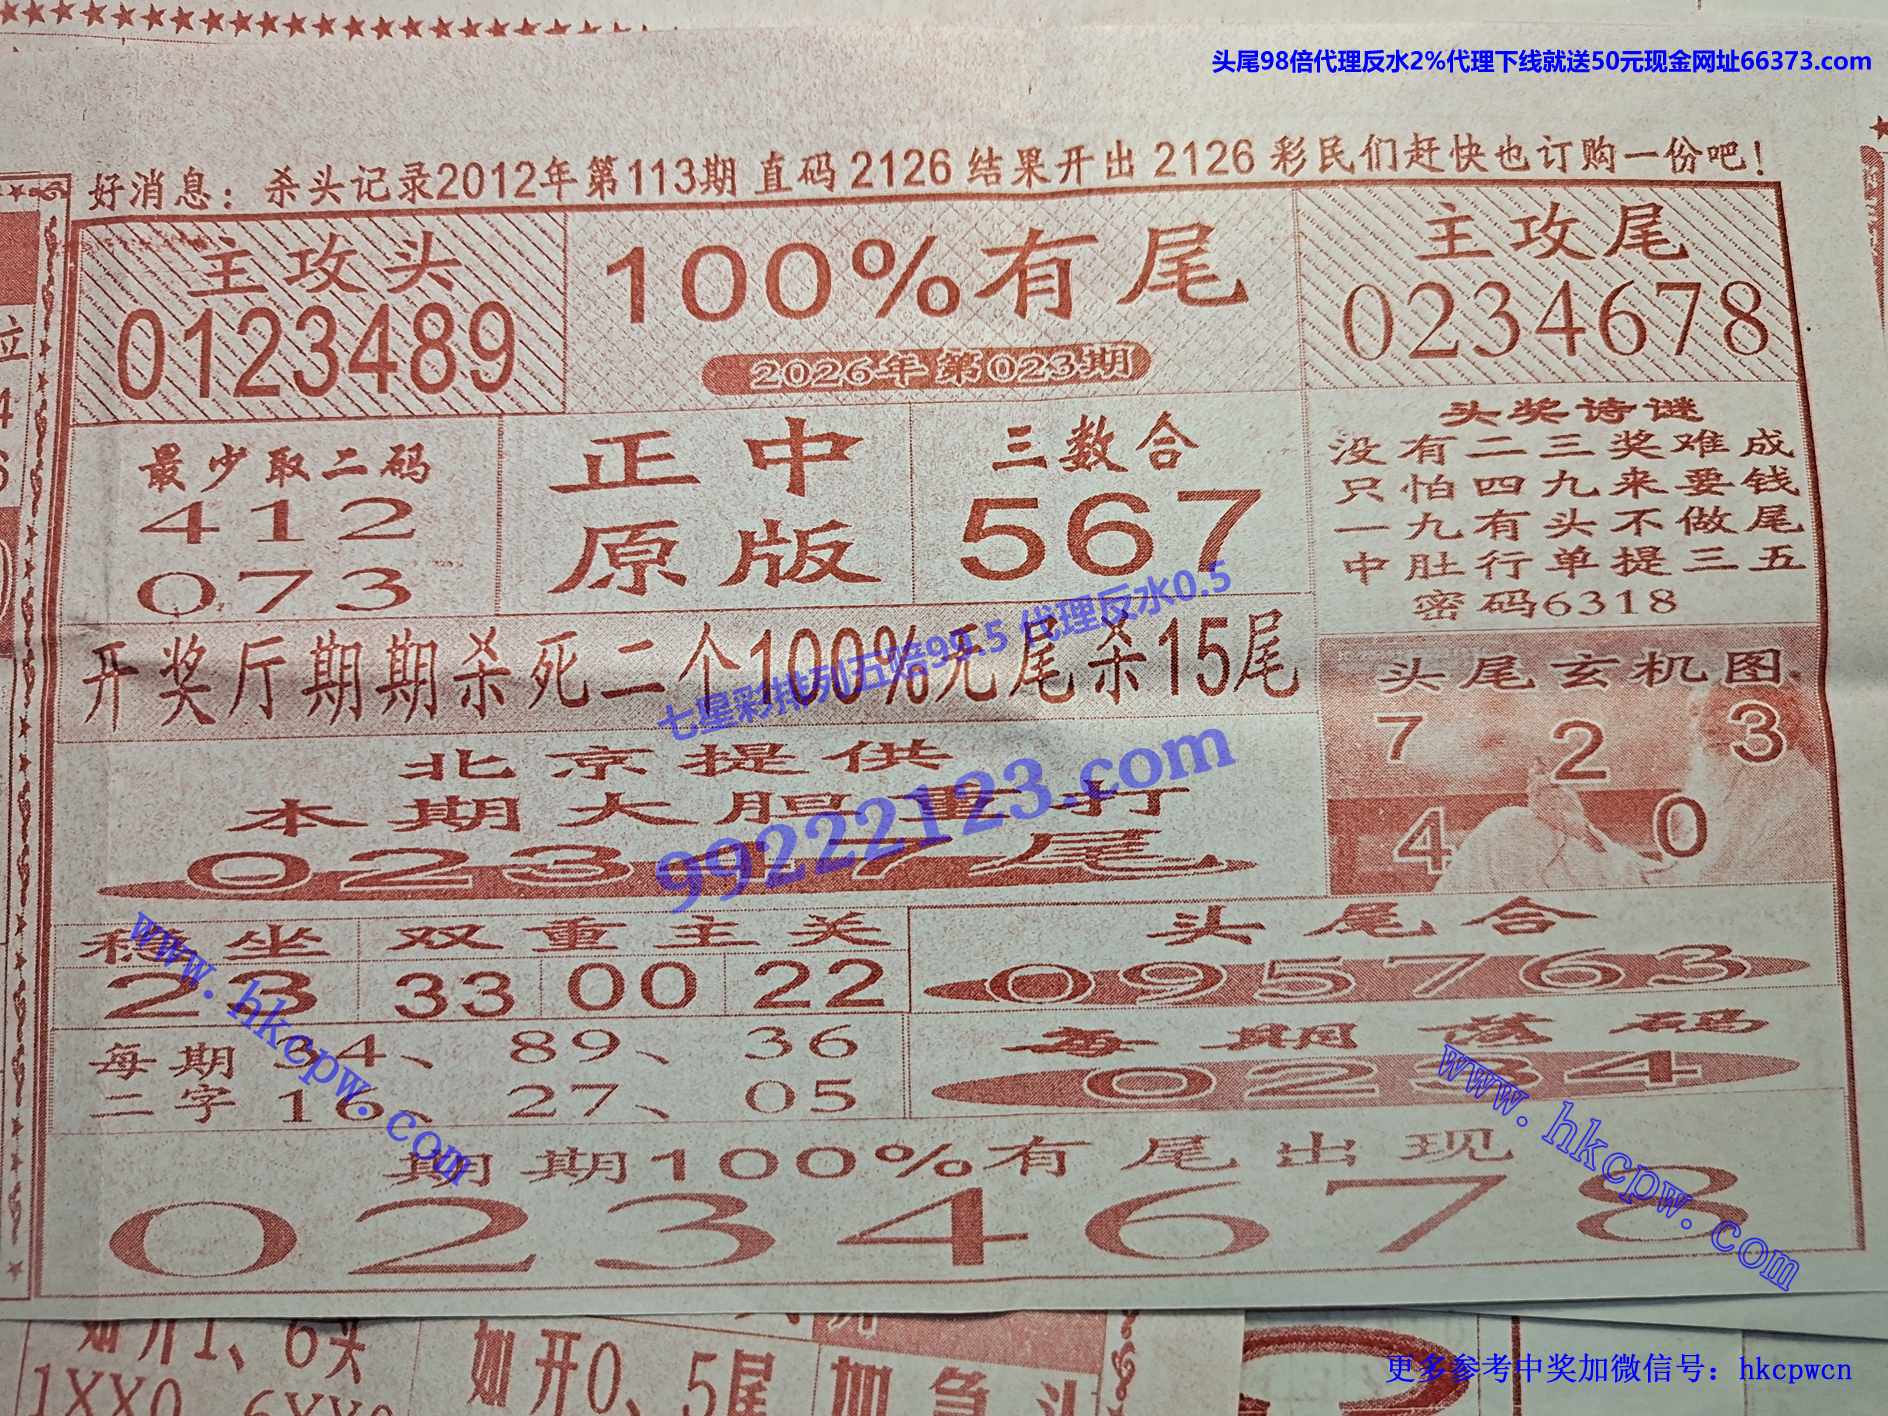 头尾98倍代理反水2%代理下线就送50元现金网址66373.com
好消息：杀头记录2012年第113期 直码 2126 结果开出 2126 彩民们赶快也订购一份吧！
主攻头
0123489
100%有尾
2026年第023期
主攻尾
0234678
最少取二码
412
073
正中
原版
三数合
567
头奖诗谜
没有二三奖难成
只怕四九来要钱
一九有头不做尾
中肚行单提三五
密码6318
开奖厅期期杀死二个100%无尾杀15尾
七星彩排列五赔99.5 代理反水0.5
头尾玄机图
7 2 3
4 0
北京提供
本期大胆重打
02347尾
99222123.com
稳坐
23
双重主关
33 00 22
头尾合
095763
每期 34、 89、 36
二字 16、 27、 05
每期落码
0234
www.hkcpw.com
www.hkcpw.com
期期100%有尾出现
0234678
如开1、6头
1XX0
如开0、5尾
更多参考中奖加微信号：hkcpwcn